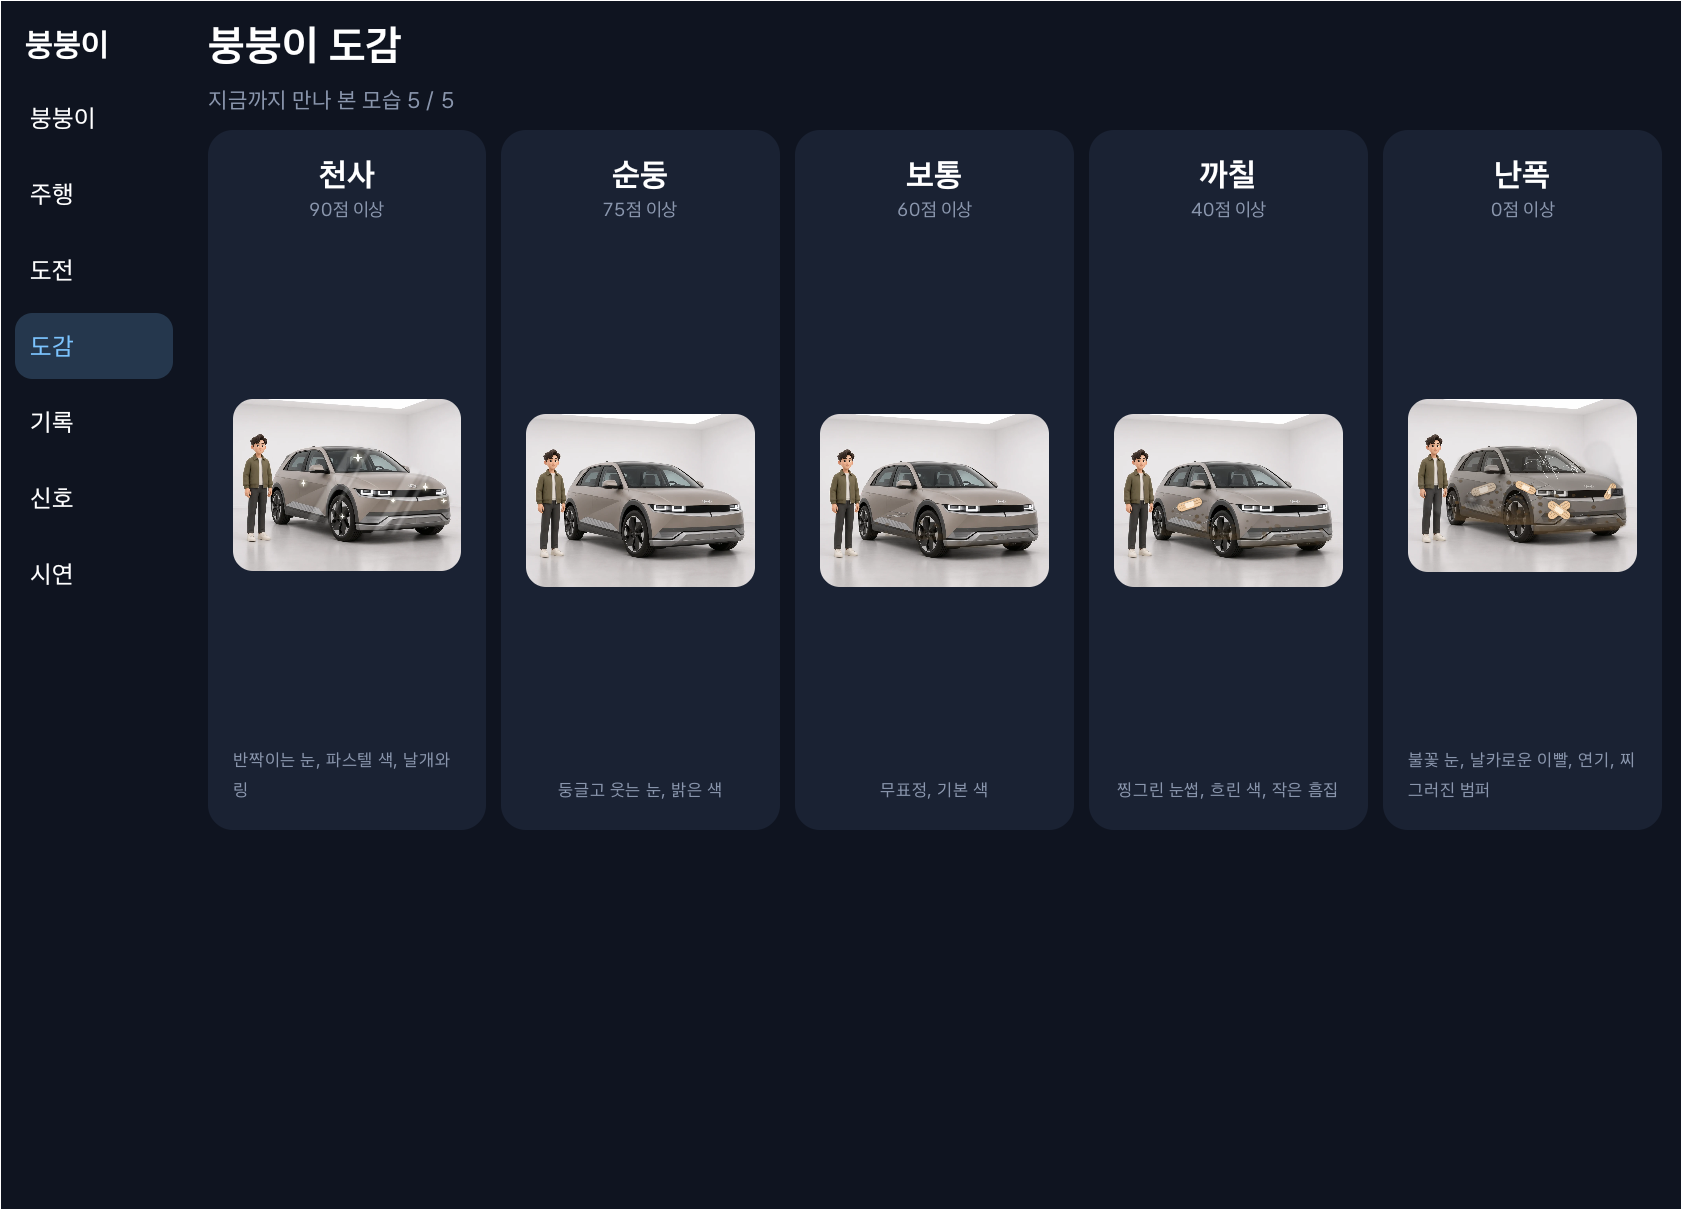 붕붕이
붕붕이
주행
도전
도감
기록
신호
시연
붕붕이 도감
지금까지 만나 본 모습 5 / 5
천사
90점 이상
반짝이는 눈, 파스텔 색, 날개와
링
순둥
75점 이상
둥글고 웃는 눈, 밝은 색
보통
60점 이상
무표정, 기본 색
까칠
40점 이상
찡그린 눈썹, 흐린 색, 작은 흠집
난폭
0점 이상
불꽃 눈, 날카로운 이빨, 연기, 찌
그러진 범퍼